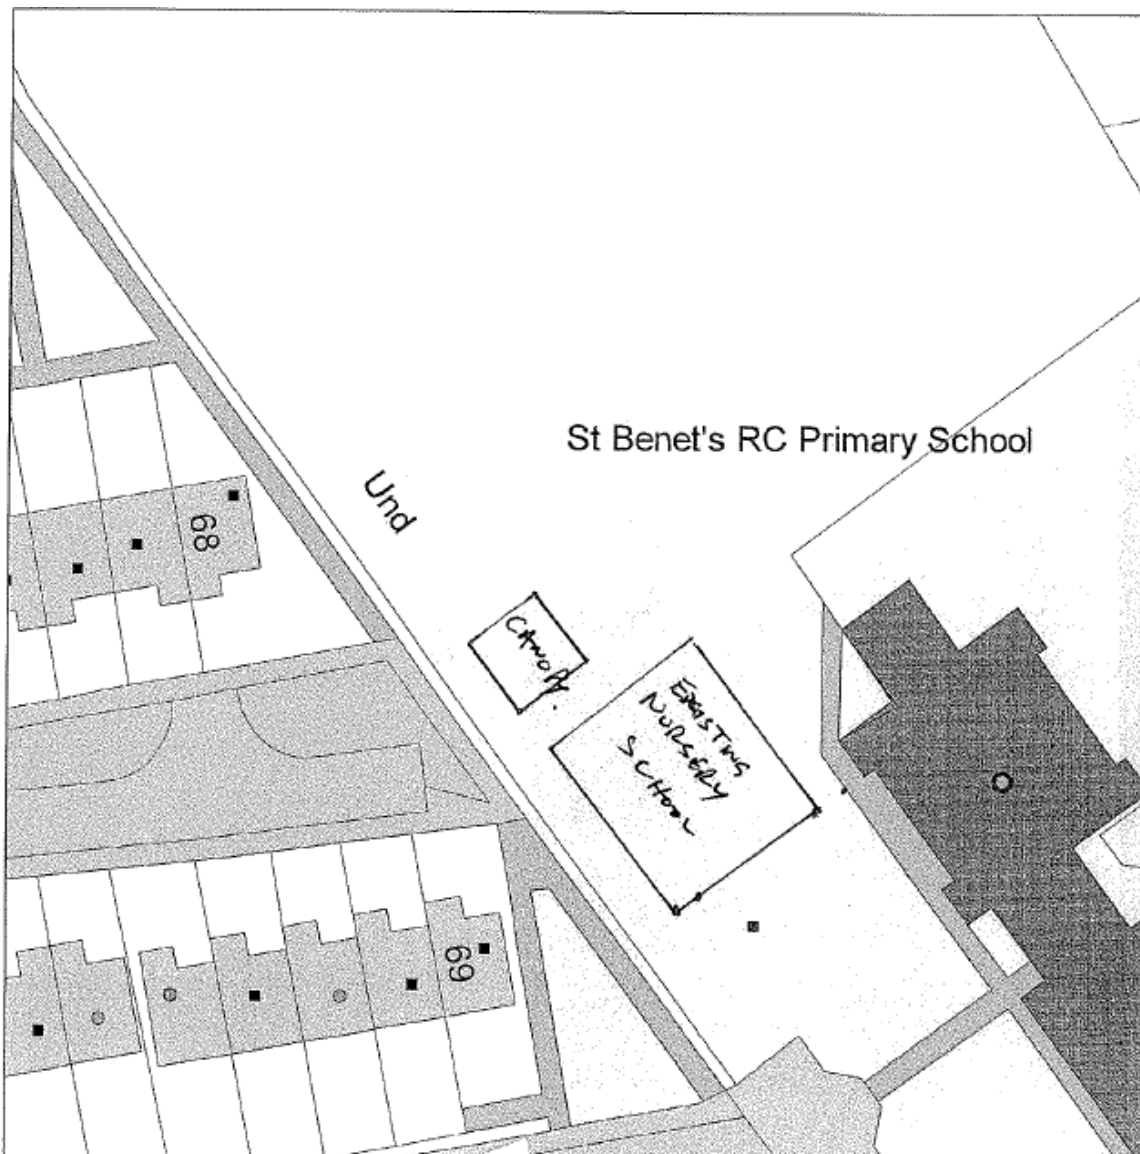 St Benet's RC Primary School
Und
68
CANOPY.
EXISTING
NURSERY
SCHOOL
69